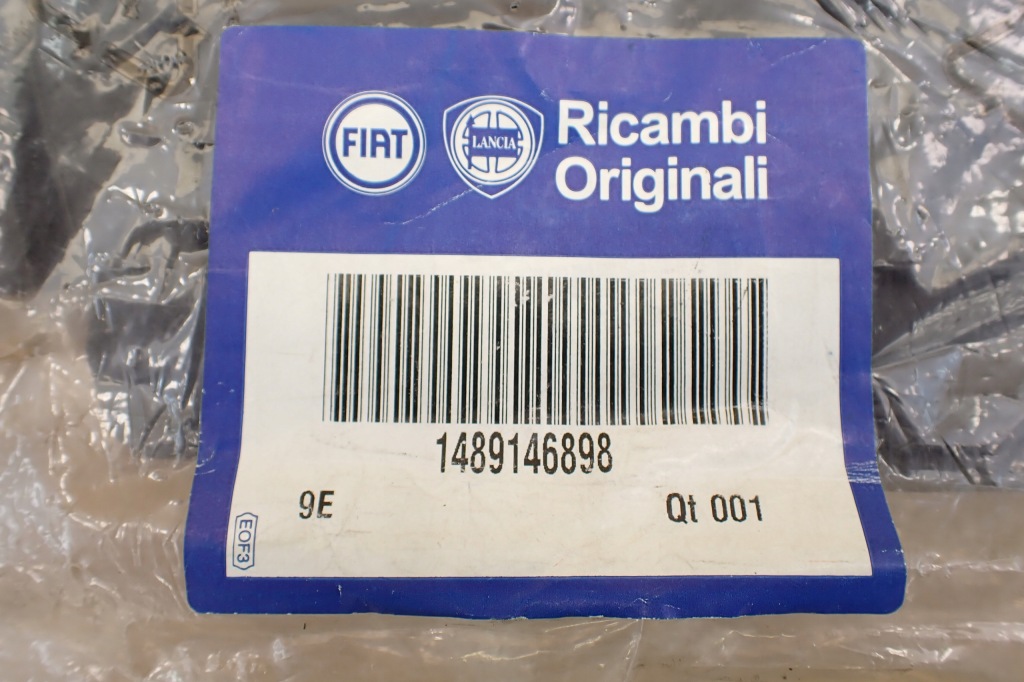 FIAT
LANCIA
Ricambi
Originali
1489146898
9E
Qt 001
EOF3